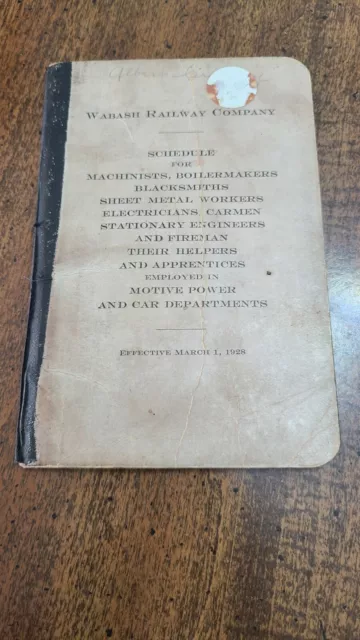 WABASH RAILWAY COMPANY
SCHEDULE
FOR
MACHINISTS, BOILERMAKERS
BLACKSMITHS
SHEET METAL WORKERS
ELECTRICIANS, CARMEN
STATIONARY ENGINEERS
AND FIREMAN
THEIR HELPERS
AND APPRENTICES
EMPLOYED IN
MOTIVE POWER
AND CAR DEPARTMENTS
EFFECTIVE MARCH 1, 1928